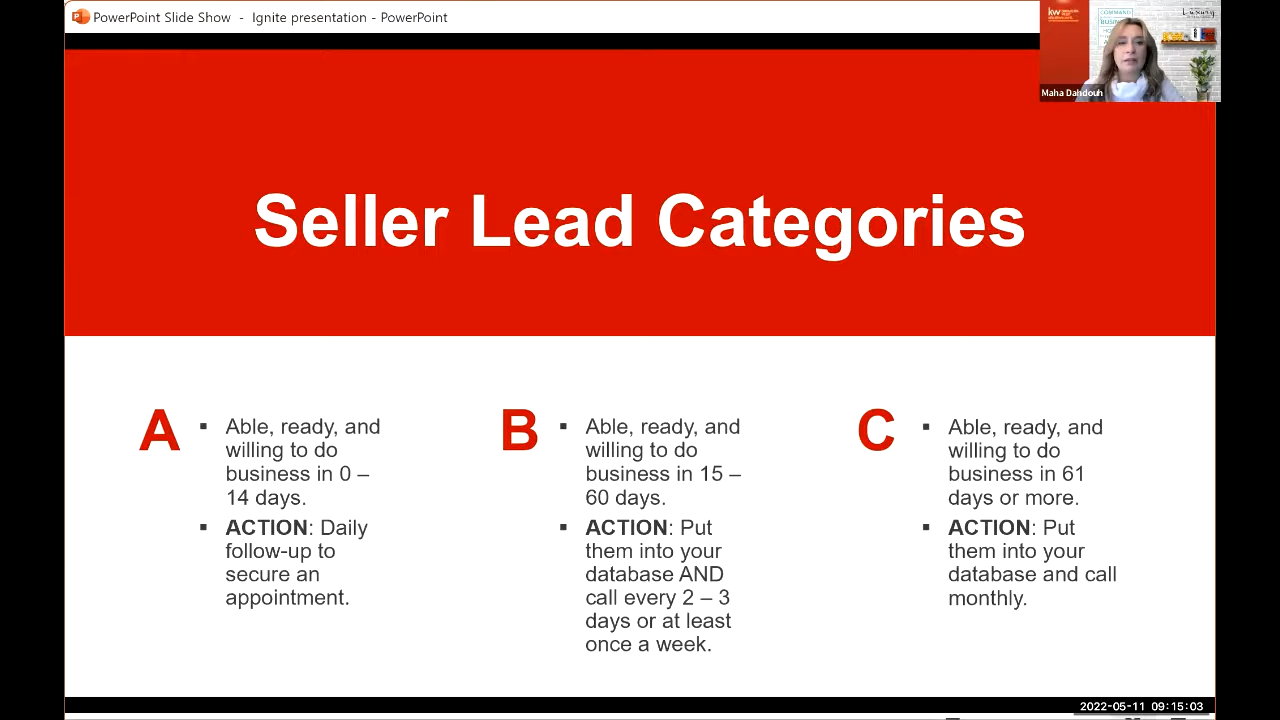 PowerPoint Slide Show - Ignite presentation - PowerPoint
kw
COMMAND
BUSINESS
Luxury
Maha Dahdouh
Seller Lead Categories
A
▪ Able, ready, and
willing to do
business in 0 –
14 days.
▪ ACTION: Daily
follow-up to
secure an
appointment.
B
▪ Able, ready, and
willing to do
business in 15 –
60 days.
▪ ACTION: Put
them into your
database AND
call every 2 – 3
days or at least
once a week.
C
▪ Able, ready, and
willing to do
business in 61
days or more.
▪ ACTION: Put
them into your
database and call
monthly.
2022-05-11 09:15:03